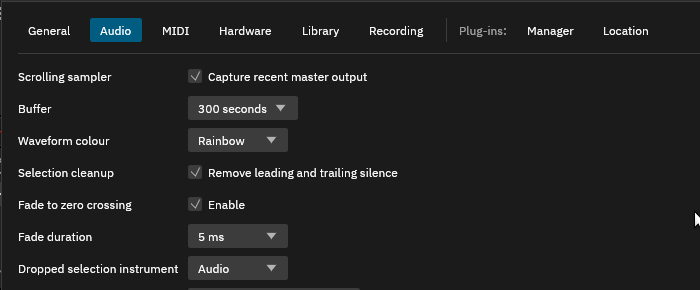 General Audio MIDI Hardware Library Recording Plug-ins: Manager Location
Scrolling sampler Capture recent master output
Buffer 300 seconds
Waveform colour Rainbow
Selection cleanup Remove leading and trailing silence
Fade to zero crossing Enable
Fade duration 5 ms
Dropped selection instrument Audio